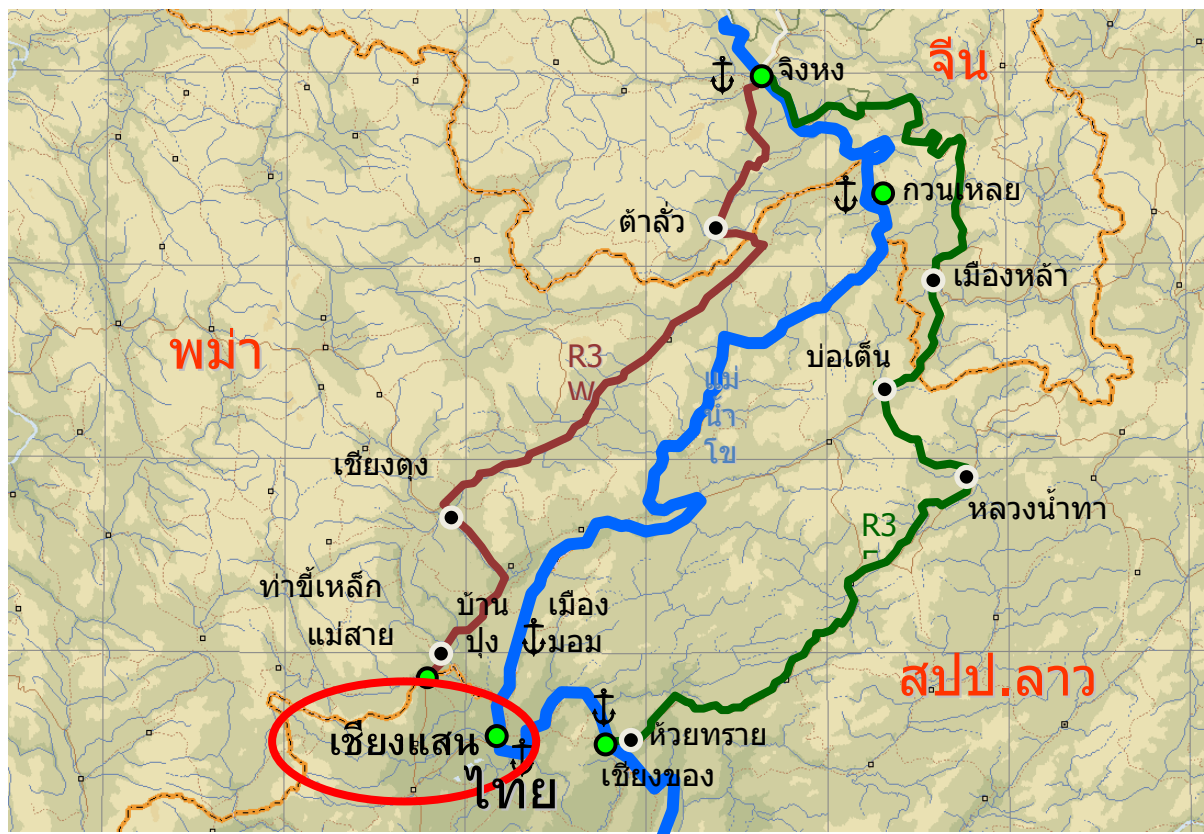 จีน
จิงหง
กวนเหลย
ต้าลั่ว
เมืองหล้า
พม่า
บ่อเต็น
R3
W
แม่
น้ำ
โข
เชียงตุง
หลวงน้ำทา
R3
ท่าขี้เหล็ก
บ้าน
ปุง
เมือง
มอม
แม่สาย
สปป.ลาว
เชียงแสน
ห้วยทราย
เชียงของ
ไทย